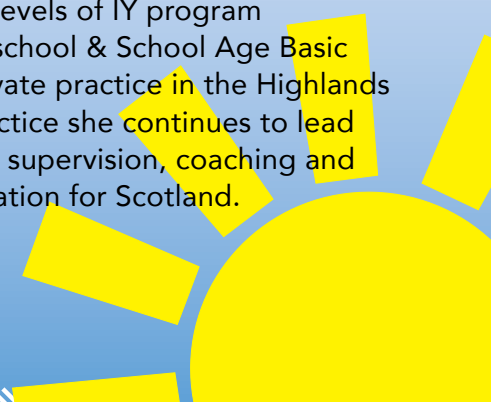 evels of IY program
school & School Age Basic
vate practice in the Highlands
ctice she continues to lead
supervision, coaching and
ation for Scotland.